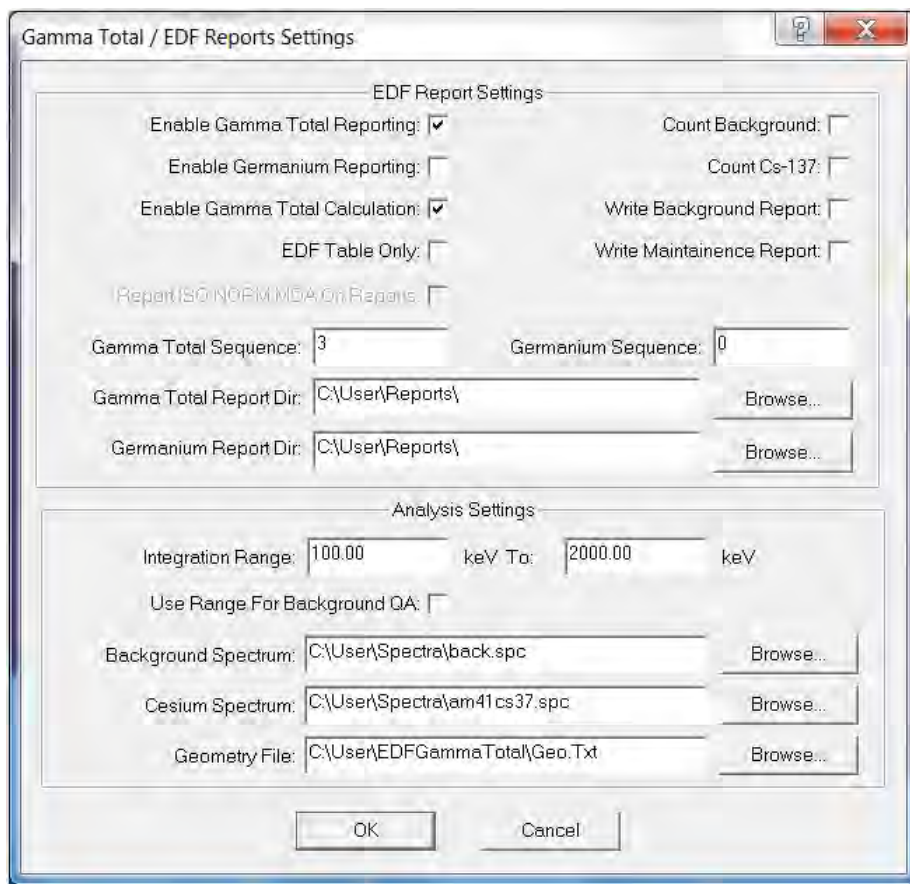 Gamma Total / EDF Reports Settings
EDF Report Settings
Enable Gamma Total Reporting: Count Background:
Enable Germanium Reporting: Count Cs-137:
Enable Gamma Total Calculation: Write Background Report:
EDF Table Only: Write Maintainence Report:
Report ISO NORM MDA On Reports:
Gamma Total Sequence: 3 Germanium Sequence: 0
Gamma Total Report Dir: C:\User\Reports\ Browse...
Germanium Report Dir: C:\User\Reports\ Browse...
Analysis Settings
Integration Range: 100.00 keV To: 2000.00 keV
Use Range For Background QA:
Background Spectrum: C:\User\Spectra\back.spc Browse...
Cesium Spectrum: C:\User\Spectra\am41cs37.spc Browse...
Geometry File: C:\User\EDFGammaTotal\Geo.Txt Browse...
OK Cancel